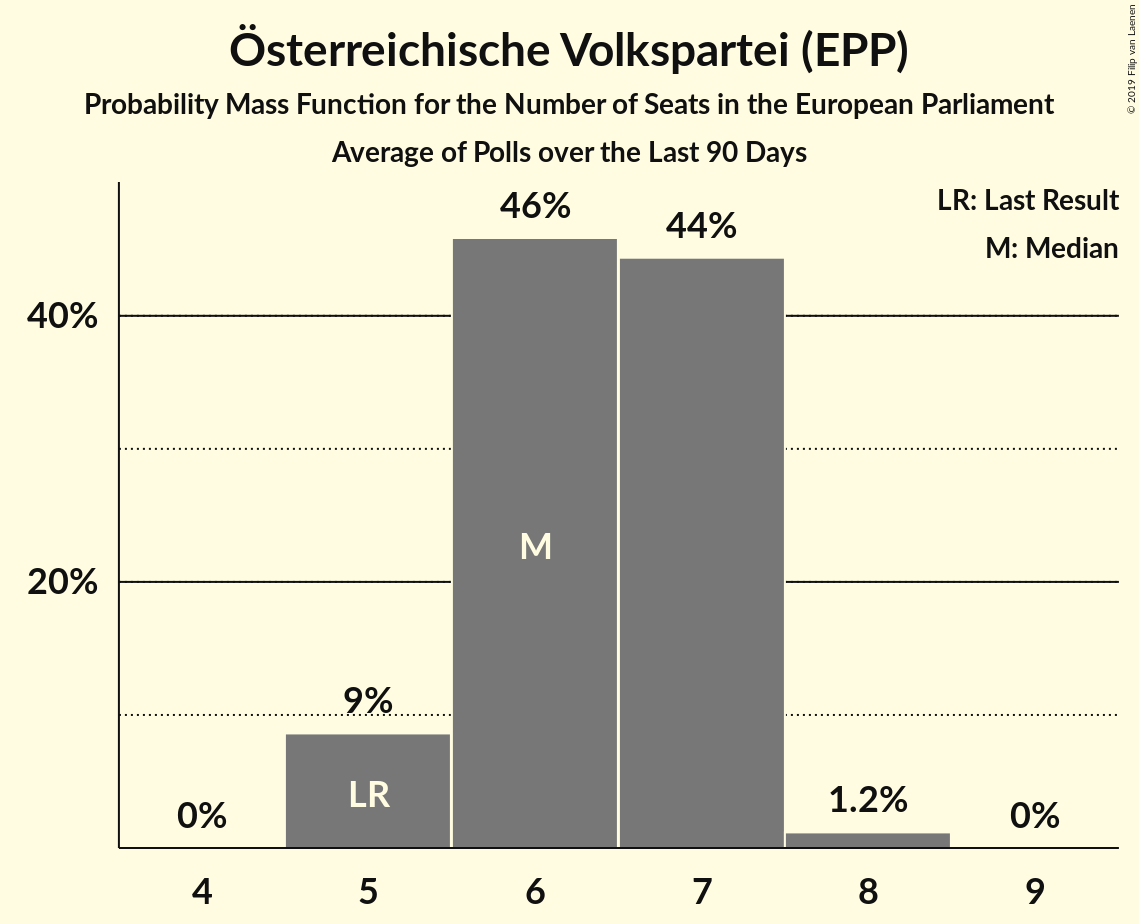 Österreichische Volkspartei (EPP)
Probability Mass Function for the Number of Seats in the European Parliament
Average of Polls over the Last 90 Days
© 2019 Filip van Laenen
LR: Last Result
M: Median
46%
44%
40%
M
20%
9%
LR
0%
1.2%
0%
4 5 6 7 8 9